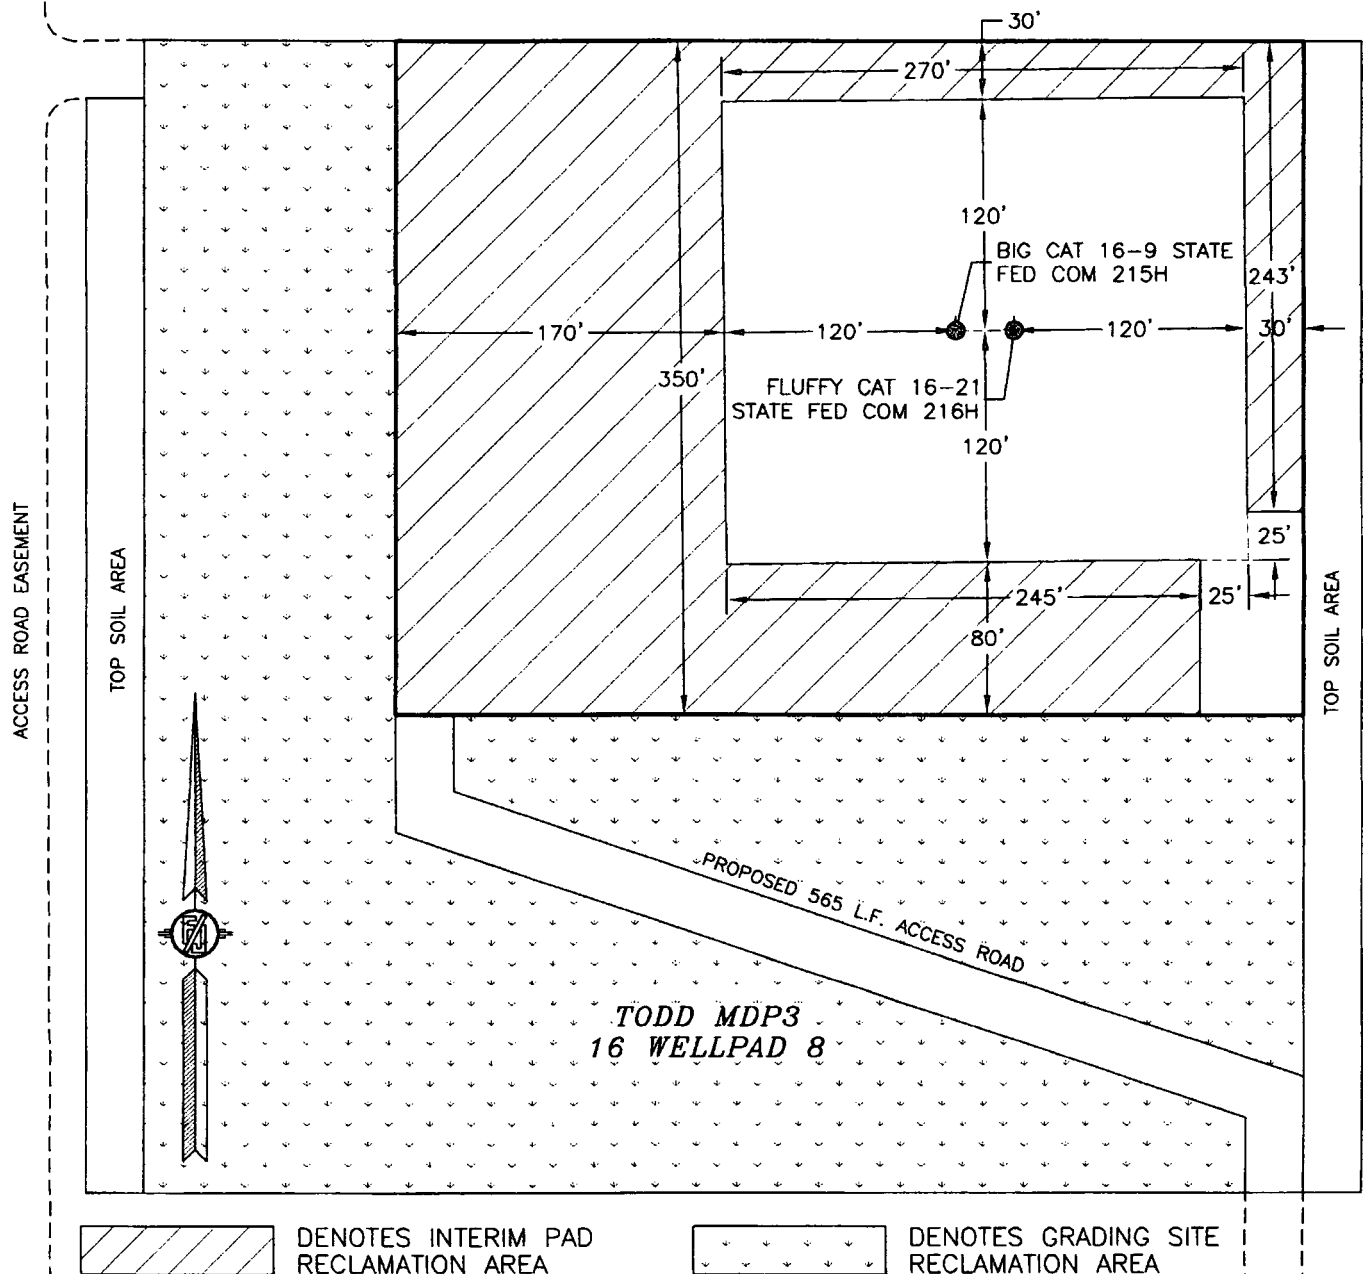 30'
270'
120'
BIG CAT 16-9 STATE
FED COM 215H
243'
170'
120'
120'
30'
350'
FLUFFY CAT 16-21
STATE FED COM 216H
120'
25'
245'
25'
80'
ACCESS ROAD EASEMENT
TOP SOIL AREA
TOP SOIL AREA
PROPOSED 565 L.F. ACCESS ROAD
TODD MDP3
16 WELLPAD 8
DENOTES INTERIM PAD
RECLAMATION AREA
DENOTES GRADING SITE
RECLAMATION AREA